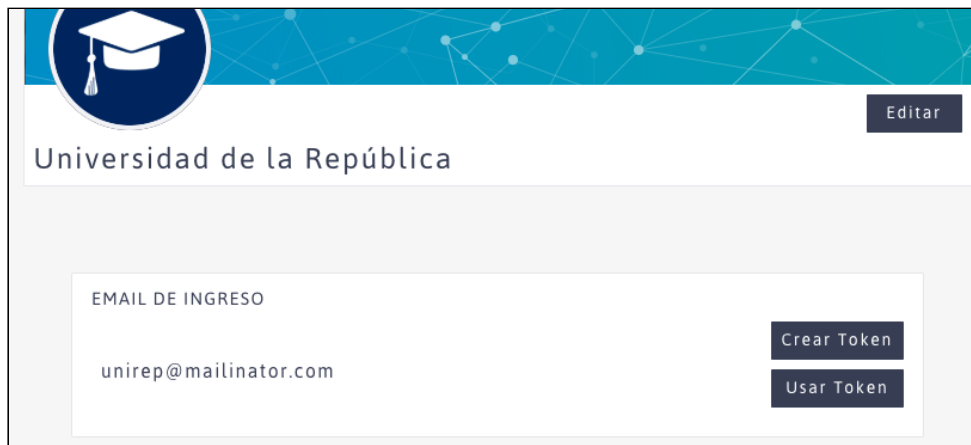 Editar
Universidad de la República
EMAIL DE INGRESO
Crear Token
unirep@mailinator.com
Usar Token